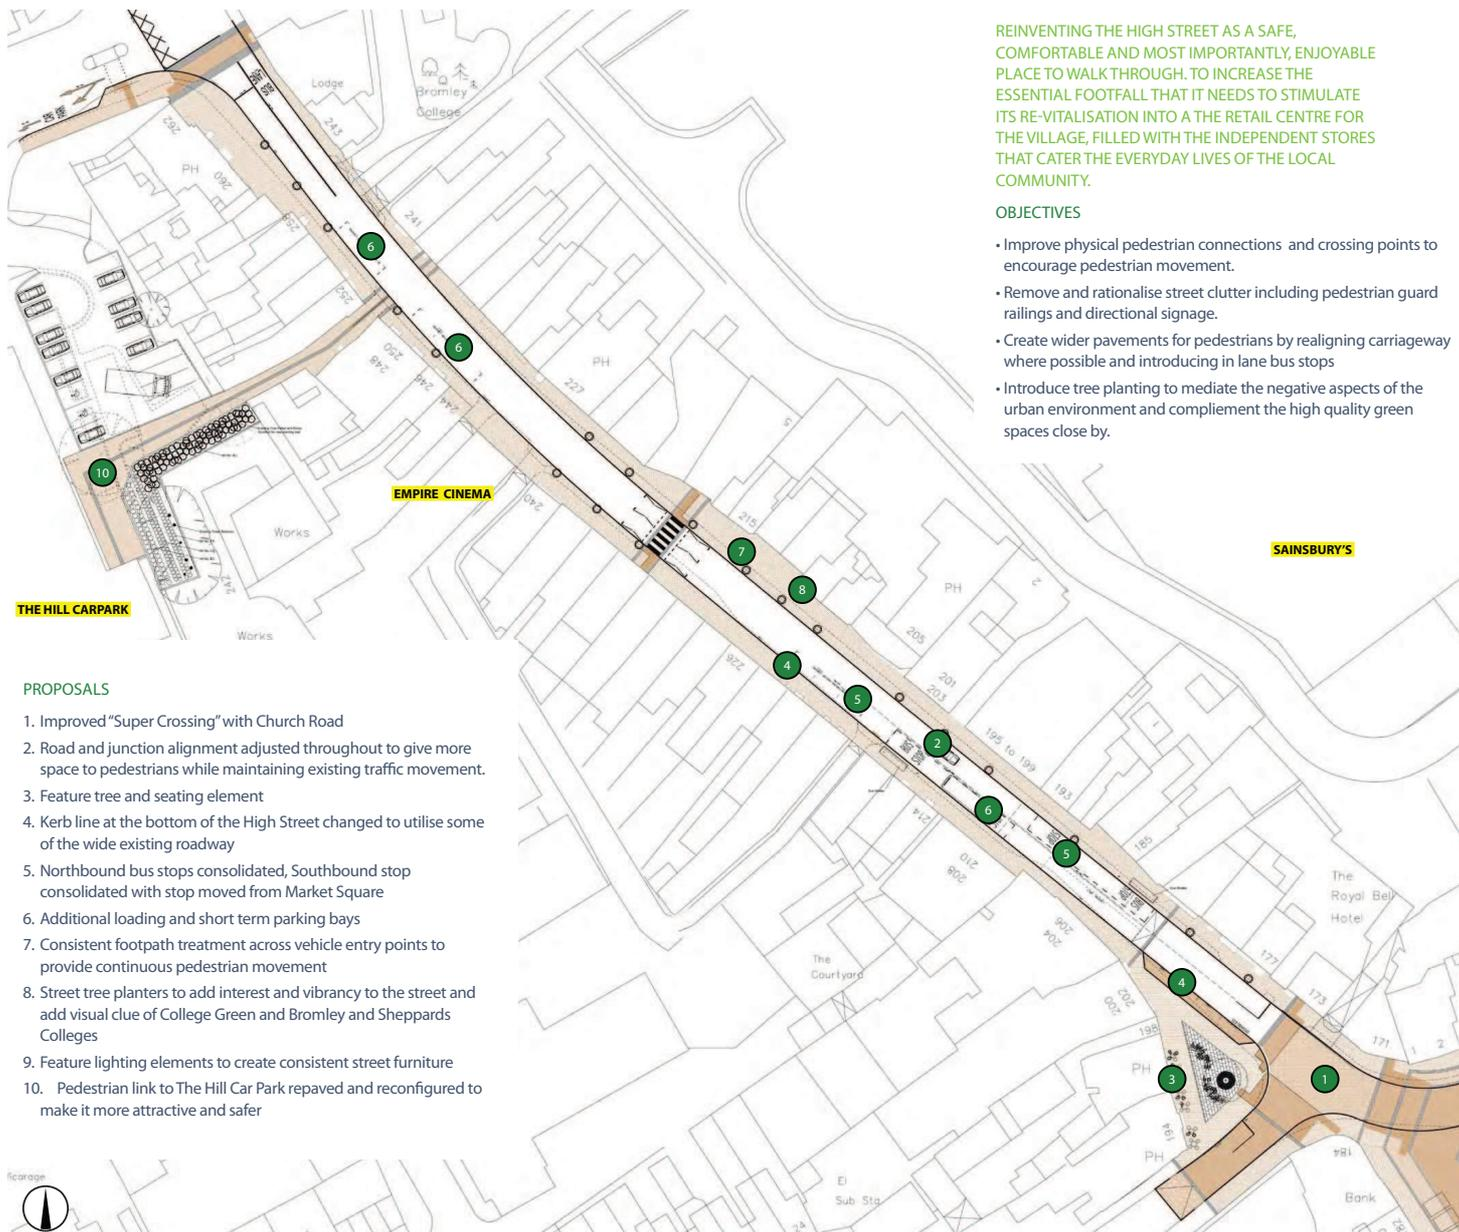 REINVENTING THE HIGH STREET AS A SAFE,
COMFORTABLE AND MOST IMPORTANTLY, ENJOYABLE
PLACE TO WALK THROUGH. TO INCREASE THE
ESSENTIAL FOOTFALL THAT IT NEEDS TO STIMULATE
ITS RE-VITALISATION INTO A THE RETAIL CENTRE FOR
THE VILLAGE, FILLED WITH THE INDEPENDENT STORES
THAT CATER THE EVERYDAY LIVES OF THE LOCAL
COMMUNITY.
OBJECTIVES
• Improve physical pedestrian connections and crossing points to
encourage pedestrian movement.
• Remove and rationalise street clutter including pedestrian guard
railings and directional signage.
• Create wider pavements for pedestrians by realigning carriageway
where possible and introducing in lane bus stops
• Introduce tree planting to mediate the negative aspects of the
urban environment and compliement the high quality green
spaces close by.
Lodge
Bromley
College
243
262
PH
260
258
241
6
252
6
250
248
246
244
PH
227
5
10
EMPIRE CINEMA
240
Works
242
215
7
8
PH
2
SAINSBURY'S
THE HILL CARPARK
Works
205
226
4
5
201
203
2
195 to 199
193
6
214
5
185
210
208
The
Royal Bell
Hotel
206
204
The
Courtyard
177
4
202
200
173
198
171
1
2
PH
3
1
194
PH
184
El
Sub Sta
Bank
24
PROPOSALS
1. Improved "Super Crossing" with Church Road
2. Road and junction alignment adjusted throughout to give more
space to pedestrians while maintaining existing traffic movement.
3. Feature tree and seating element
4. Kerb line at the bottom of the High Street changed to utilise some
of the wide existing roadway
5. Northbound bus stops consolidated, Southbound stop
consolidated with stop moved from Market Square
6. Additional loading and short term parking bays
7. Consistent footpath treatment across vehicle entry points to
provide continuous pedestrian movement
8. Street tree planters to add interest and vibrancy to the street and
add visual clue of College Green and Bromley and Sheppards
Colleges
9. Feature lighting elements to create consistent street furniture
10. Pedestrian link to The Hill Car Park repaved and reconfigured to
make it more attractive and safer